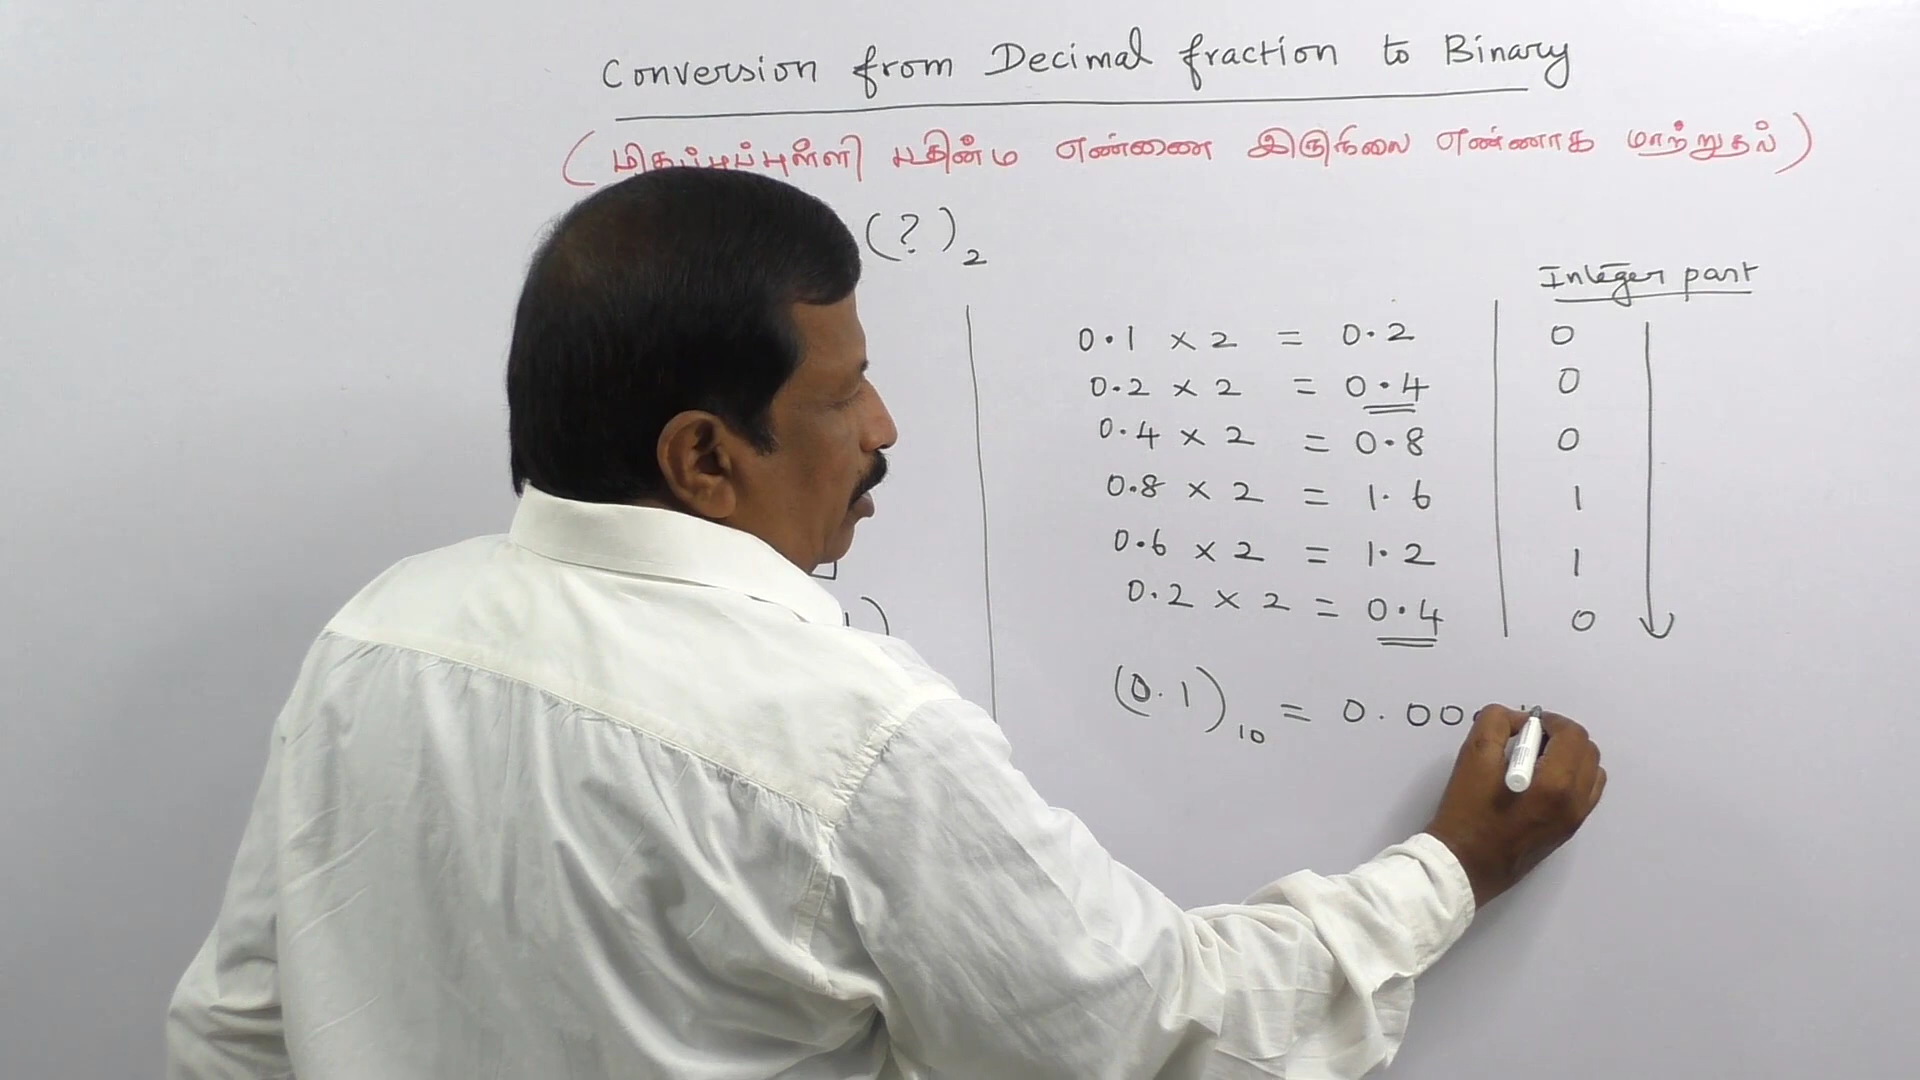 Conversion from Decimal fraction to Binary
(மிதப்புப்புள்ளி பதின்ம எண்ணை இருநிலை எண்ணாக மாற்றுதல்)
(?)₂
Integer part
0.1 × 2 = 0.2 | 0
0.2 × 2 = 0.4 | 0
0.4 × 2 = 0.8 | 0
0.8 × 2 = 1.6 | 1
0.6 × 2 = 1.2 | 1
0.2 × 2 = 0.4 | 0
(0.1)₁₀ = 0.00